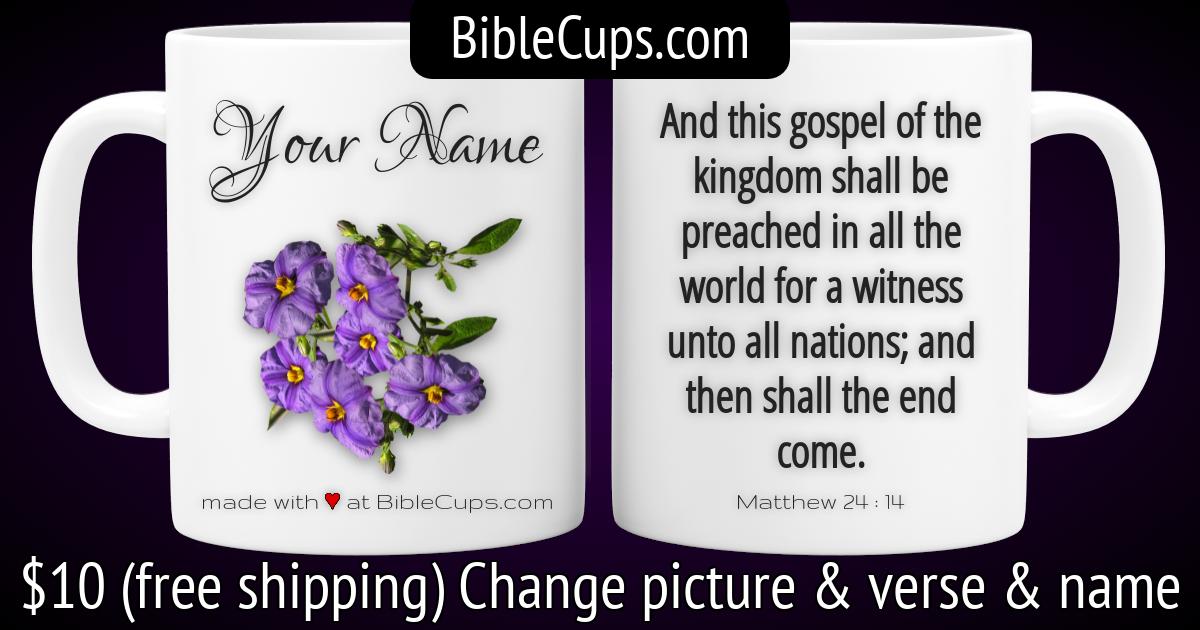 BibleCups.com
Your Name
made with ❤ at BibleCups.com
And this gospel of the
kingdom shall be
preached in all the
world for a witness
unto all nations; and
then shall the end
come.
Matthew 24 : 14
$10 (free shipping) Change picture & verse & name